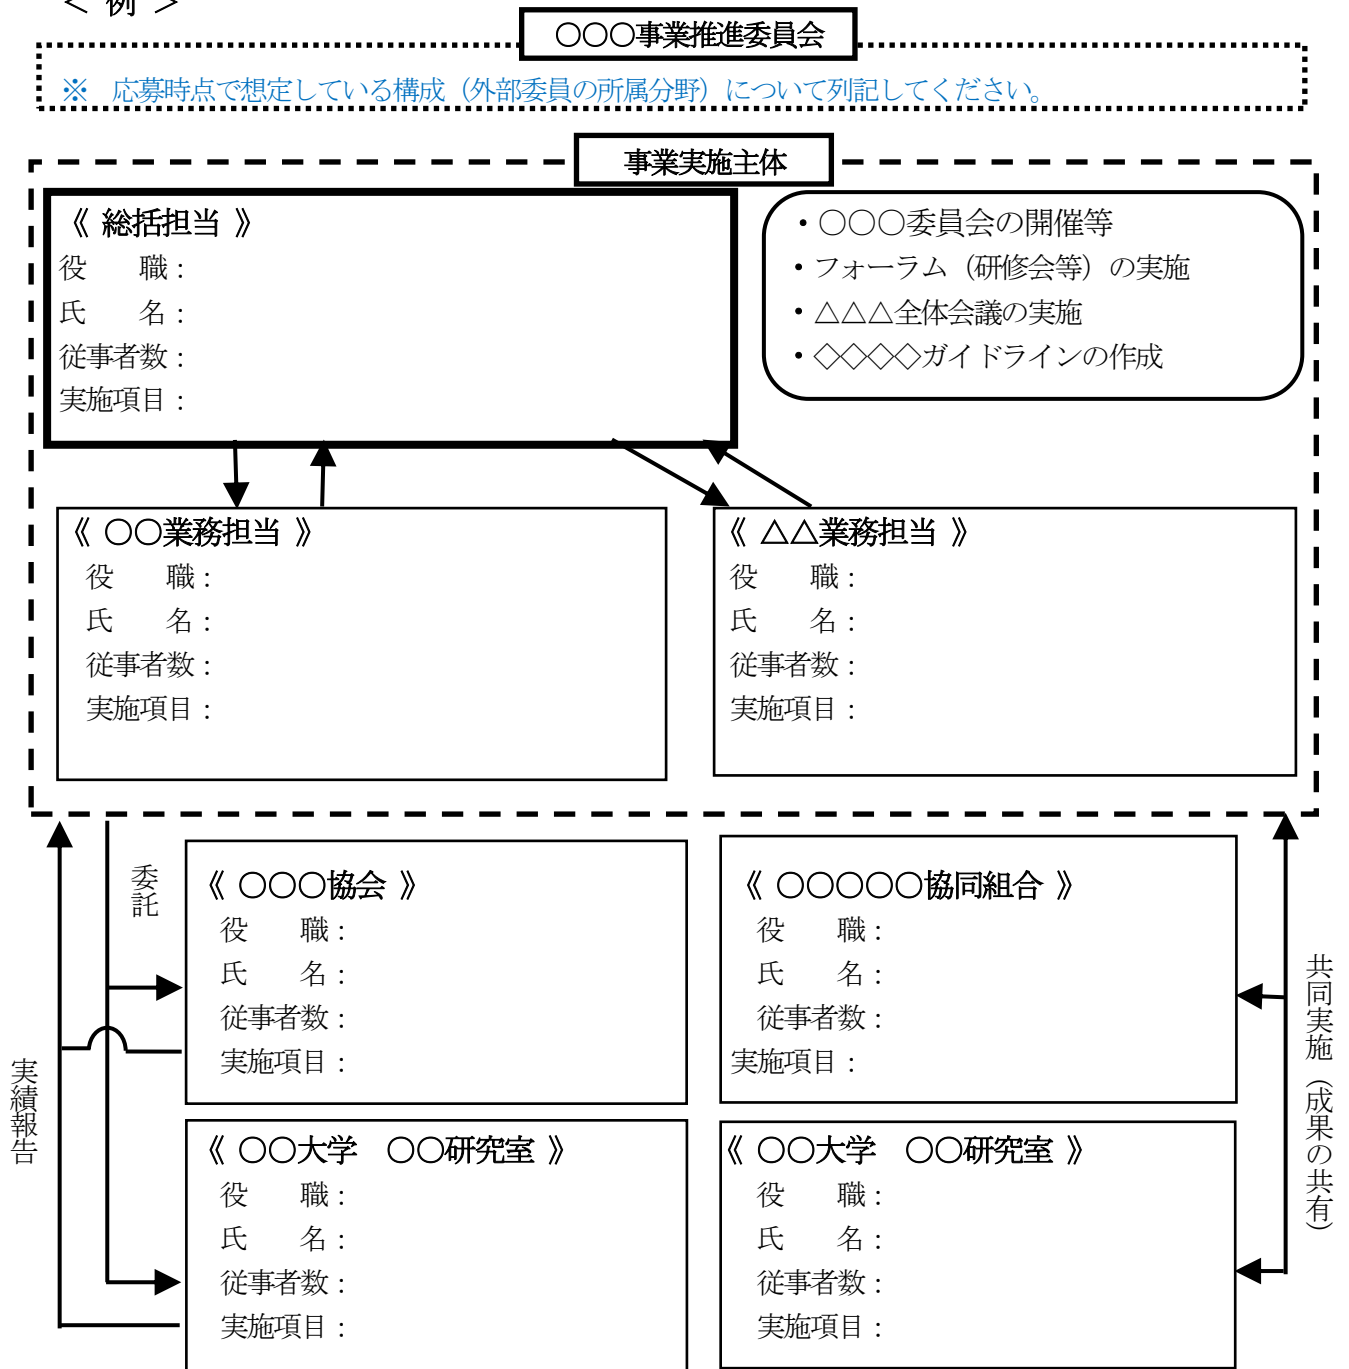 ＜ 例 ＞
〇〇〇事業推進委員会
※　応募時点で想定している構成（外部委員の所属分野）について列記してください。
事業実施主体
《 総括担当 》
役　　職：
氏　　名：
従事者数：
実施項目：
・〇〇〇委員会の開催等
・フォーラム（研修会等）の実施
・△△△全体会議の実施
・◇◇◇◇ガイドラインの作成
《 〇〇業務担当 》
役　　職：
氏　　名：
従事者数：
実施項目：
《 △△業務担当 》
役　　職：
氏　　名：
従事者数：
実施項目：
委託
実績報告
《 〇〇〇協会 》
役　　職：
氏　　名：
従事者数：
実施項目：
《 〇〇〇〇〇協同組合 》
役　　職：
氏　　名：
従事者数：
実施項目：
共同実施（成果の共有）
《 〇〇大学　〇〇研究室 》
役　　職：
氏　　名：
従事者数：
実施項目：
《 〇〇大学　〇〇研究室 》
役　　職：
氏　　名：
従事者数：
実施項目：